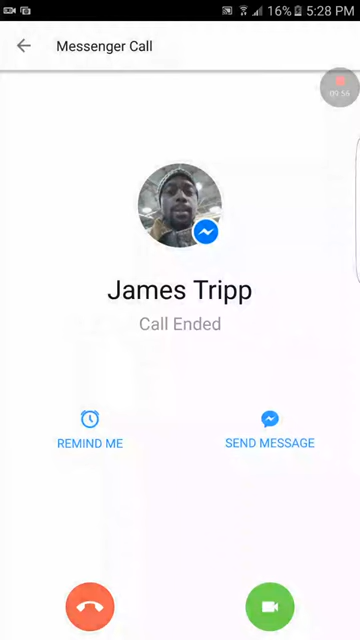 16% 5:28 PM
Messenger Call
09:56
James Tripp
Call Ended
REMIND ME
SEND MESSAGE